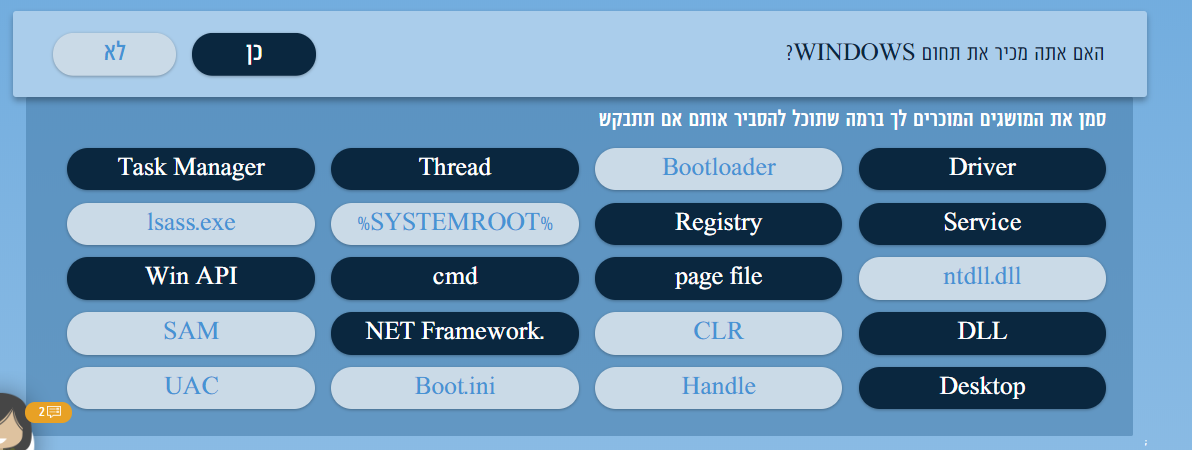 האם אתה מכיר את תחום WINDOWS?
כן
לא
סמן את המושגים המוכרים לך ברמה שתוכל להסביר אותם אם תתבקש
Driver
Bootloader
Thread
Task Manager
Service
Registry
%SYSTEMROOT%
lsass.exe
ntdll.dll
page file
cmd
Win API
DLL
CLR
NET Framework.
SAM
Desktop
Handle
Boot.ini
UAC
2
;